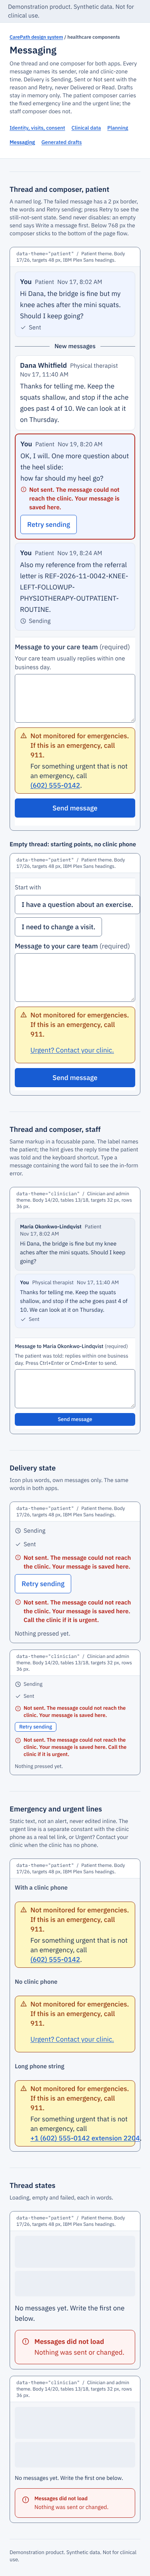 Demonstration product. Synthetic data. Not for
clinical use.
CarePath design system / healthcare components
Messaging
One thread and one composer for both apps. Every
message names its sender, role and clinic-zone
time. Delivery is Sending, Sent or Not sent with the
reason and Retry, never Delivered or Read. Drafts
stay in memory only. The patient composer carries
the fixed emergency line and the urgent line; the
staff composer does not.
Identity, visits, consent
Clinical data
Planning
Messaging
Generated drafts
Thread and composer, patient
A named log. The failed message has a 2 px border,
the words and Retry sending; press Retry to see the
still-not-sent wording. Send never disables: an empty
send says Write a message first. Below 768 px the
composer sticks to the bottom of the page flow.
data-theme="patient" / Patient theme. Body
17/26, targets 48 px, IBM Plex Sans headings.
You Patient Nov 17, 8:02 AM
Hi Dana, the bridge is fine but my
knee aches after the mini squats.
Should I keep going?
Sent
New messages
Dana Whitfield Physical therapist
Nov 17, 11:40 AM
Thanks for telling me. Keep the
squats shallow, and stop if the ache
goes past 4 of 10. We can look at it
on Thursday.
You Patient Nov 19, 8:20 AM
OK, I will. One more question about
the heel slide:
how far should my heel go?
Not sent. The message could not
reach the clinic. Your message is
saved here.
Retry sending
You Patient Nov 19, 8:24 AM
Also my reference from the referral
letter is REF-2026-11-0042-KNEE-
LEFT-FOLLOWUP-
PHYSIOTHERAPY-OUTPATIENT-
ROUTINE.
Sending
Message to your care team (required)
Your care team usually replies within one
business day.
Not monitored for emergencies.
If this is an emergency, call
911.
For something urgent that is not
an emergency, call
(602) 555-0142.
Send message
Empty thread: starting points, no clinic phone
data-theme="patient" / Patient theme. Body
17/26, targets 48 px, IBM Plex Sans headings.
Start with
I have a question about an exercise.
I need to change a visit.
Message to your care team (required)
Not monitored for emergencies.
If this is an emergency, call
911.
Urgent? Contact your clinic.
Send message
Thread and composer, staff
Same markup in a focusable pane. The label names
the patient; the hint gives the reply time the patient
was told and the keyboard shortcut. Type a
message containing the word fail to see the in-form
error.
data-theme="clinician" / Clinician and admin
theme. Body 14/20, tables 13/18, targets 32 px, rows
36 px.
Maria Okonkwo-Lindqvist Patient
Nov 17, 8:02 AM
Hi Dana, the bridge is fine but my knee
aches after the mini squats. Should I keep
going?
You Physical therapist Nov 17, 11:40 AM
Thanks for telling me. Keep the squats
shallow, and stop if the ache goes past 4 of
10. We can look at it on Thursday.
Sent
Message to Maria Okonkwo-Lindqvist (required)
The patient was told: replies within one business
day. Press Ctrl+Enter or Cmd+Enter to send.
Send message
Delivery state
Icon plus words, own messages only. The same
words in both apps.
data-theme="patient" / Patient theme. Body
17/26, targets 48 px, IBM Plex Sans headings.
Sending
Sent
Not sent. The message could not reach
the clinic. Your message is saved here.
Retry sending
Not sent. The message could not reach
the clinic. Your message is saved here.
Call the clinic if it is urgent.
Nothing pressed yet.
data-theme="clinician" / Clinician and admin
theme. Body 14/20, tables 13/18, targets 32 px, rows
36 px.
Sending
Sent
Not sent. The message could not reach the
clinic. Your message is saved here.
Retry sending
Not sent. The message could not reach the
clinic. Your message is saved here. Call the
clinic if it is urgent.
Nothing pressed yet.
Emergency and urgent lines
Static text, not an alert, never edited inline. The
urgent line is a separate constant with the clinic
phone as a real tel link, or Urgent? Contact your
clinic when the clinic has no phone.
data-theme="patient" / Patient theme. Body
17/26, targets 48 px, IBM Plex Sans headings.
With a clinic phone
Not monitored for emergencies.
If this is an emergency, call
911.
For something urgent that is not
an emergency, call
(602) 555-0142.
No clinic phone
Not monitored for emergencies.
If this is an emergency, call
911.
Urgent? Contact your clinic.
Long phone string
Not monitored for emergencies.
If this is an emergency, call
911.
For something urgent that is not
an emergency, call
+1 (602) 555-0142 extension 2204.
Thread states
Loading, empty and failed, each in words.
data-theme="patient" / Patient theme. Body
17/26, targets 48 px, IBM Plex Sans headings.
No messages yet. Write the first one
below.
Messages did not load
Nothing was sent or changed.
data-theme="clinician" / Clinician and admin
theme. Body 14/20, tables 13/18, targets 32 px, rows
36 px.
No messages yet. Write the first one below.
Messages did not load
Nothing was sent or changed.
Demonstration product. Synthetic data. Not for clinical
use.